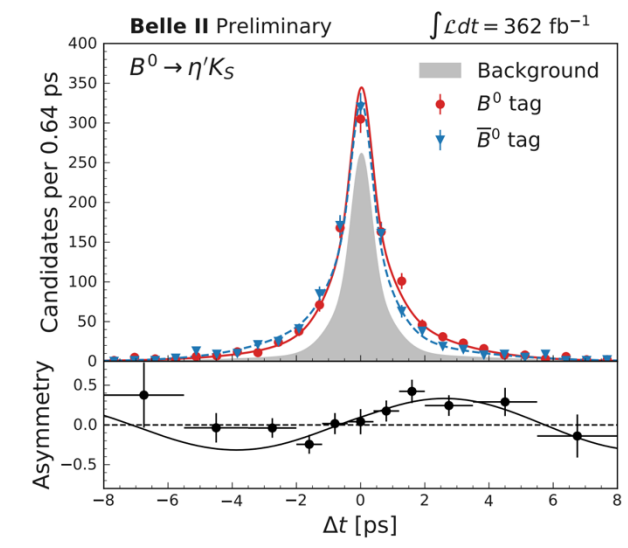 Belle II Preliminary
∫ℒdt = 362 fb⁻¹
B⁰ → η′K_S
Background
B⁰ tag
B̅⁰ tag
Candidates per 0.64 ps
400
350
300
250
200
150
100
50
0
Asymmetry
0.5
0.0
−0.5
−8 −6 −4 −2 0 2 4 6 8
Δt [ps]